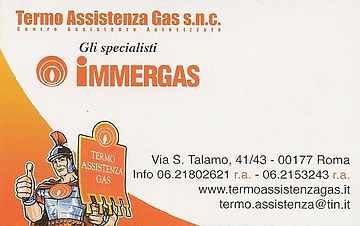 Termo Assistenza Gas s.n.c.
Centro Assistenza Autorizzato
Gli specialisti
iMMERGAS
TERMO
ASSISTENZA
GAS
Via S. Talamo, 41/43 - 00177 Roma
Info 06.21802621 r.a. - 06.2153243 r.a.
www.termoassistenzagas.it
termo.assistenza@tin.it